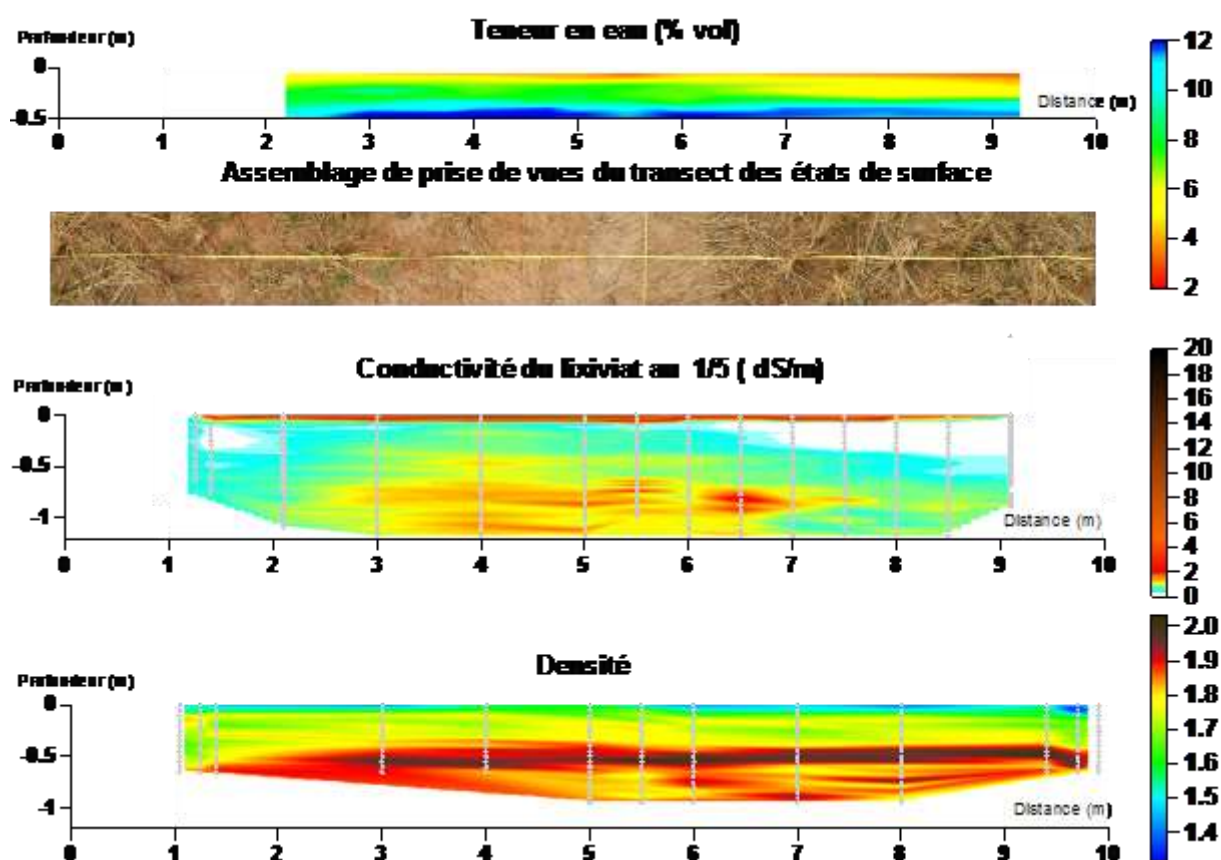 Teneur en eau (% vol)
Profondeur (m)
0
-0.5
Distance (m)
0 1 2 3 4 5 6 7 8 9 10
12
10
8
6
4
2
Assemblage de prise de vues du transect des états de surface
Conductivité du lixiviat au 1/5 ( dS/m)
Profondeur (m)
0
-0.5
-1
Distance (m)
0 1 2 3 4 5 6 7 8 9 10
20
18
16
14
12
10
8
6
4
2
0
Densité
Profondeur (m)
0
-0.5
-1
Distance (m)
0 1 2 3 4 5 6 7 8 9 10
2.0
1.9
1.8
1.7
1.6
1.5
1.4